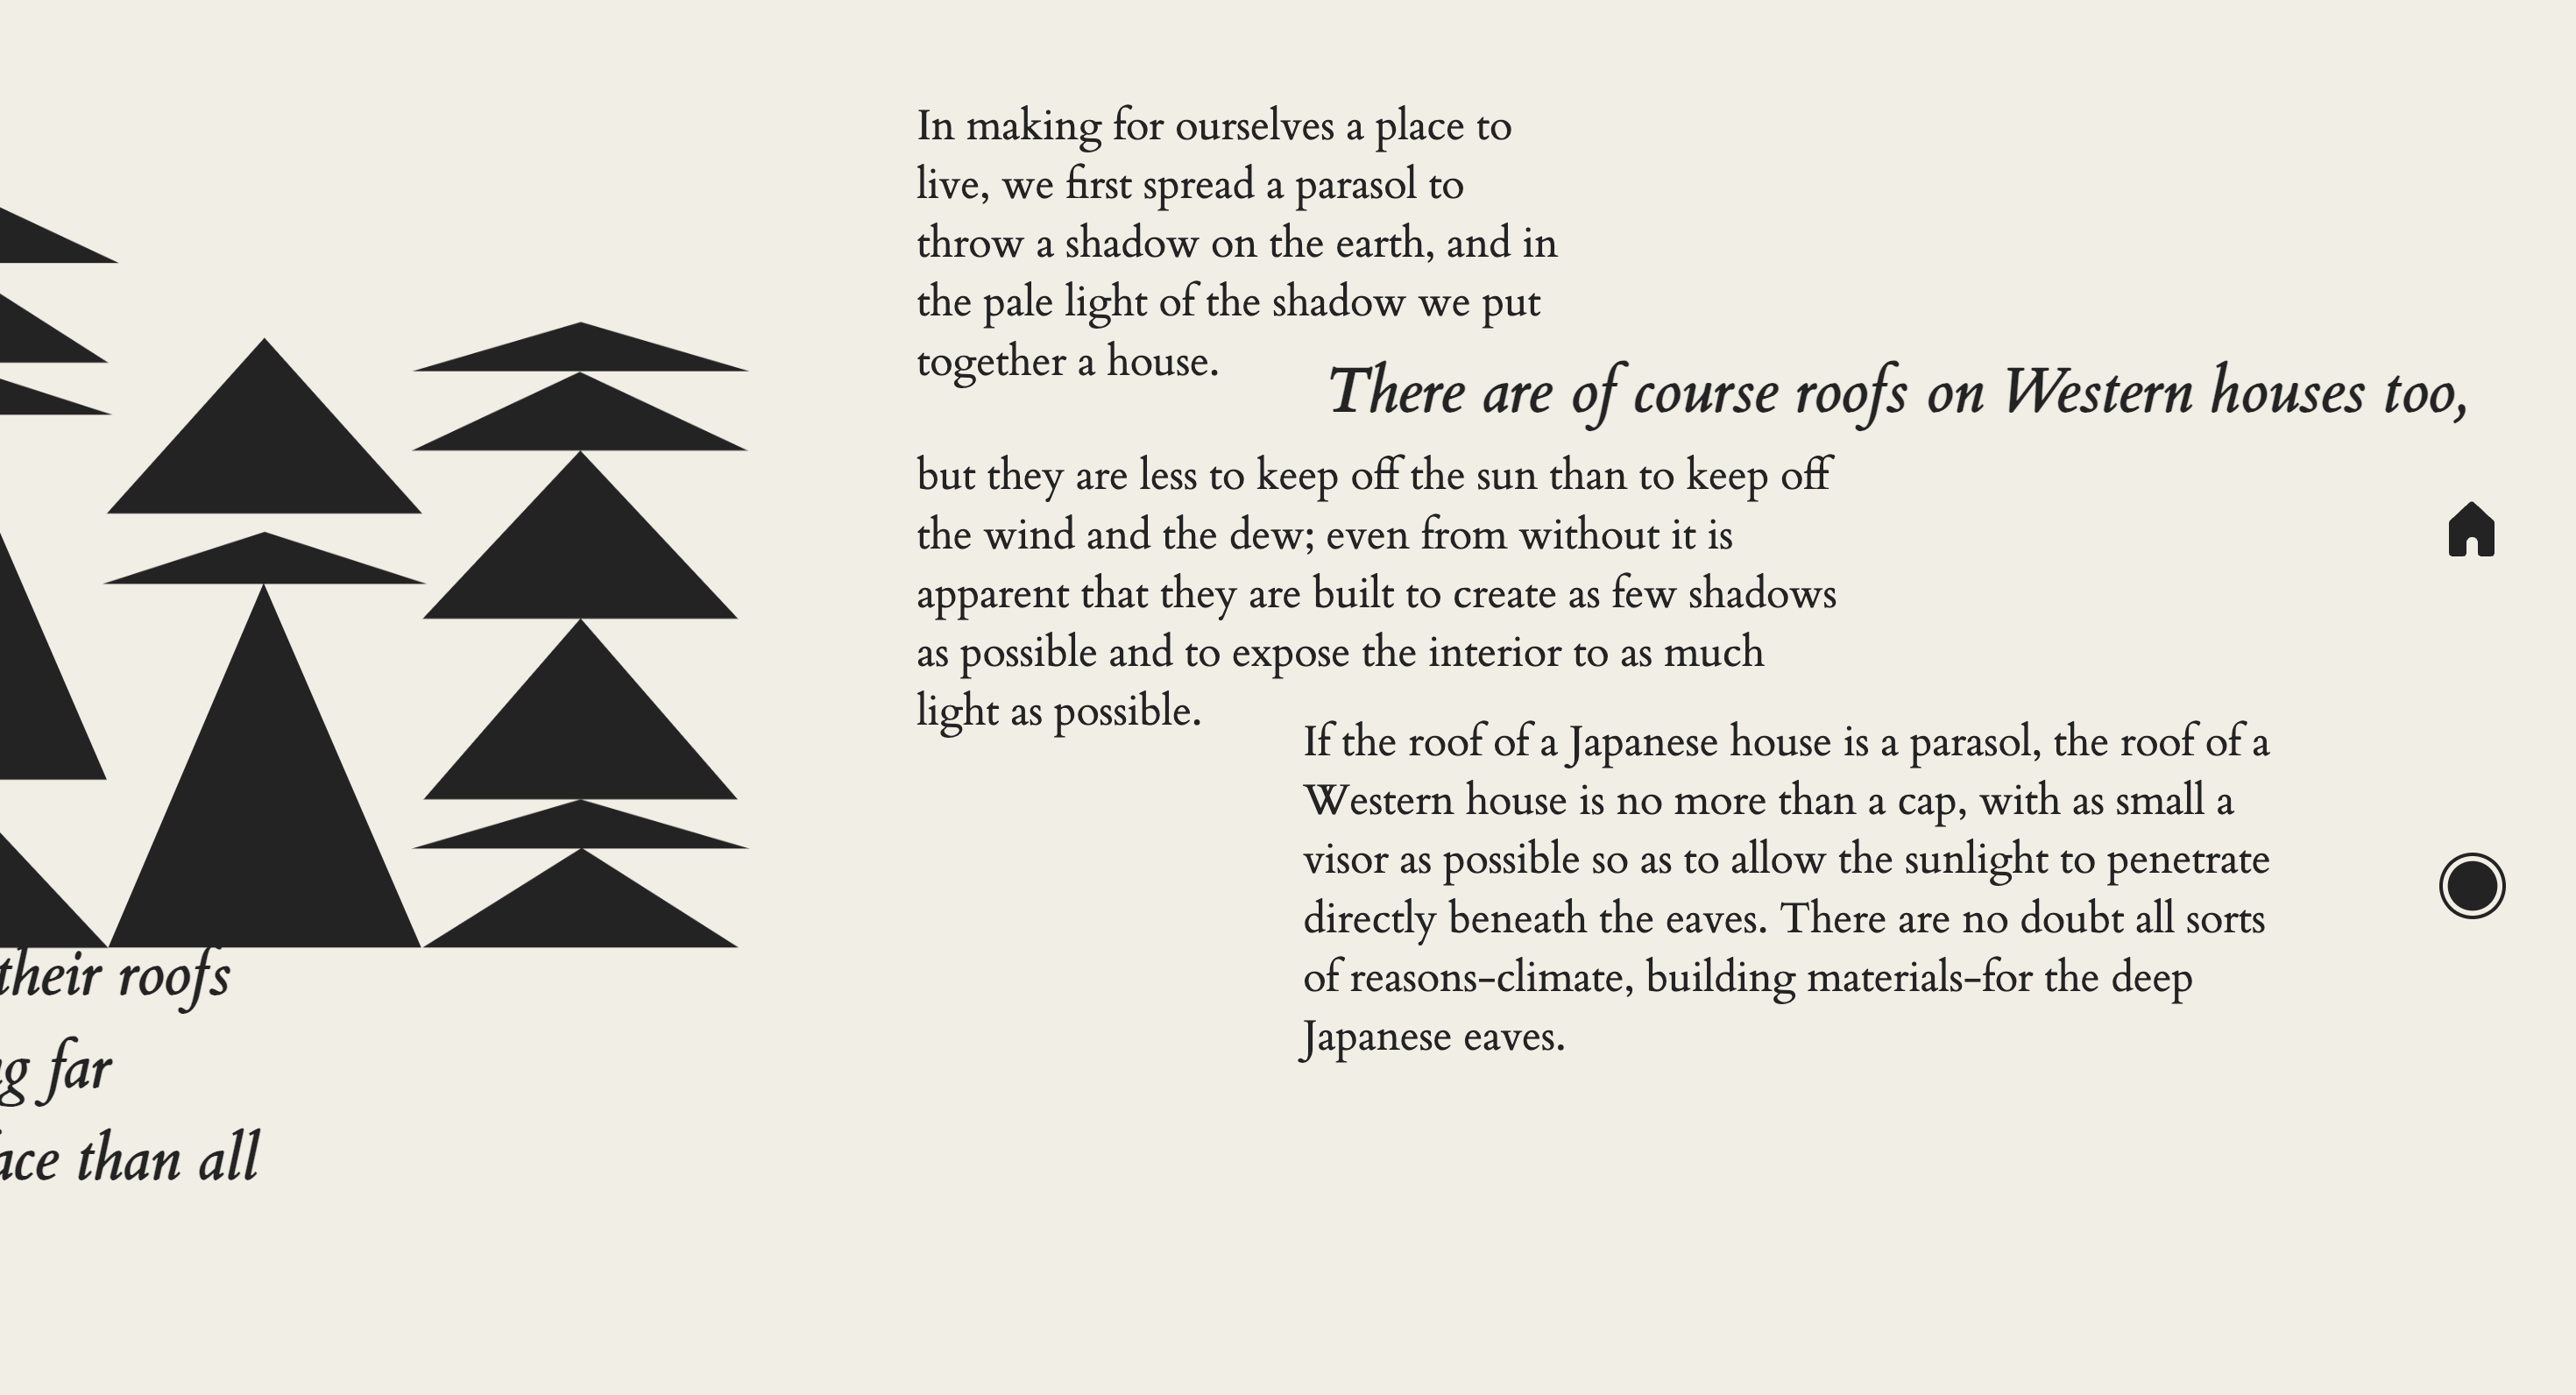 In making for ourselves a place to
live, we first spread a parasol to
throw a shadow on the earth, and in
the pale light of the shadow we put
together a house.
There are of course roofs on Western houses too,
but they are less to keep off the sun than to keep off
the wind and the dew; even from without it is
apparent that they are built to create as few shadows
as possible and to expose the interior to as much
light as possible.
If the roof of a Japanese house is a parasol, the roof of a
Western house is no more than a cap, with as small a
visor as possible so as to allow the sunlight to penetrate
directly beneath the eaves. There are no doubt all sorts
of reasons-climate, building materials-for the deep
Japanese eaves.
their roofs
far
than all